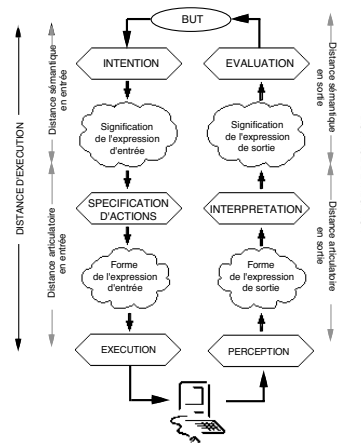 BUT
INTENTION
EVALUATION
Signification
de l'expression
d'entrée
Signification
de l'expression
de sortie
SPECIFICATION
D'ACTIONS
INTERPRETATION
Forme
de l'expression
d'entrée
Forme
de l'expression
de sortie
EXECUTION
PERCEPTION
DISTANCE D'EXECUTION
Distance sémantique
en entrée
Distance articulatoire
en entrée
Distance sémantique
en sortie
Distance articulatoire
en sortie